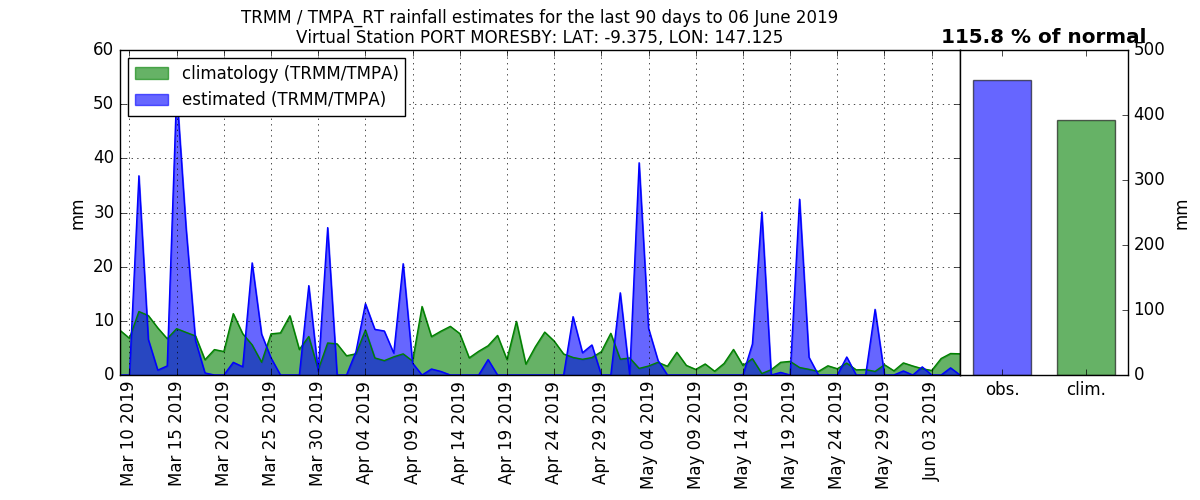 TRMM / TMPA_RT rainfall estimates for the last 90 days to 06 June 2019
Virtual Station PORT MORESBY: LAT: -9.375, LON: 147.125
115.8 % of normal
climatology (TRMM/TMPA)
estimated (TRMM/TMPA)
60
50
40
30
20
10
0
mm
Mar 10 2019
Mar 15 2019
Mar 20 2019
Mar 25 2019
Mar 30 2019
Apr 04 2019
Apr 09 2019
Apr 14 2019
Apr 19 2019
Apr 24 2019
Apr 29 2019
May 04 2019
May 09 2019
May 14 2019
May 19 2019
May 24 2019
May 29 2019
Jun 03 2019
obs.
clim.
500
400
300
200
100
0
mm